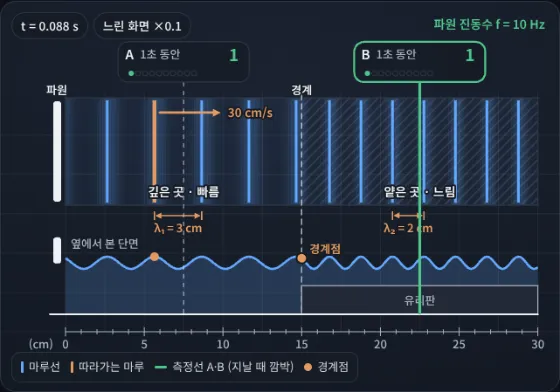 t = 0.088 s
느린 화면 ×0.1
파원 진동수 f = 10 Hz
A 1초 동안 1
B 1초 동안 1
파원
경계
30 cm/s
깊은 곳 · 빠름
얕은 곳 · 느림
λ₁ = 3 cm
λ₂ = 2 cm
옆에서 본 단면
경계점
유리판
(cm) 0 5 10 15 20 25 30
마루선 따라가는 마루 측정선 A·B (지날 때 깜박) 경계점